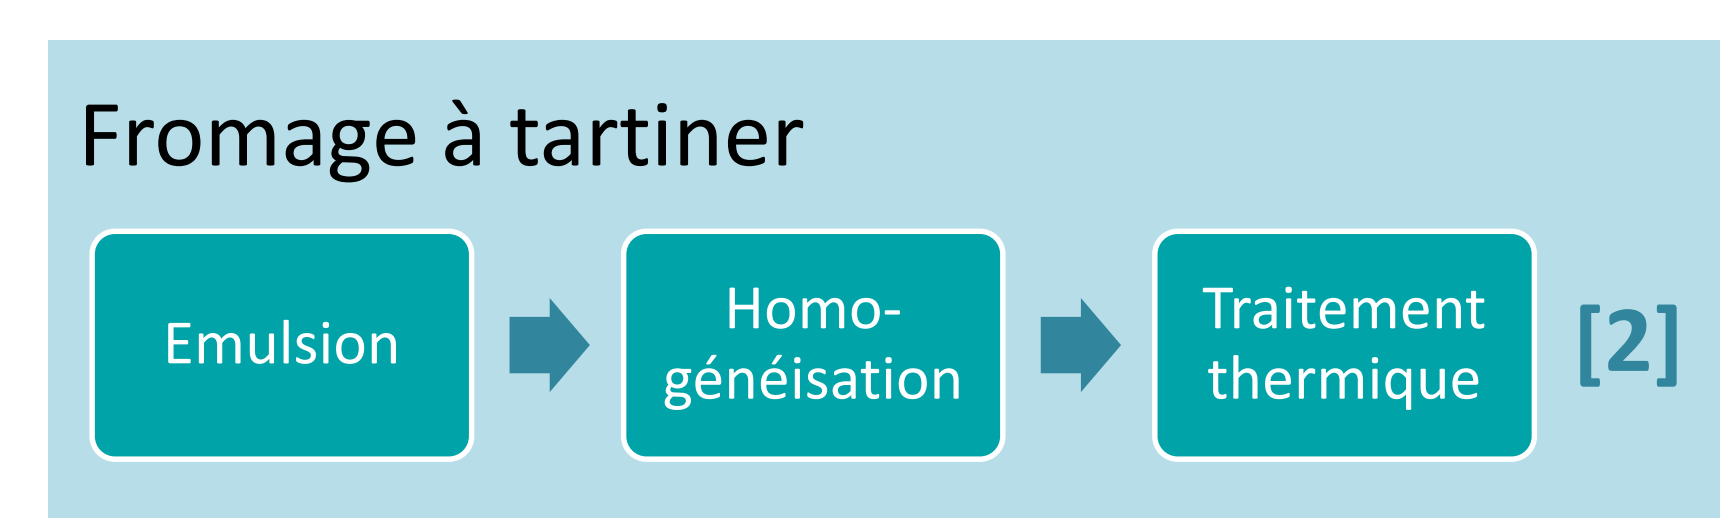 Fromage à tartiner
Emulsion
Homo-
généisation
Traitement
thermique
[2]